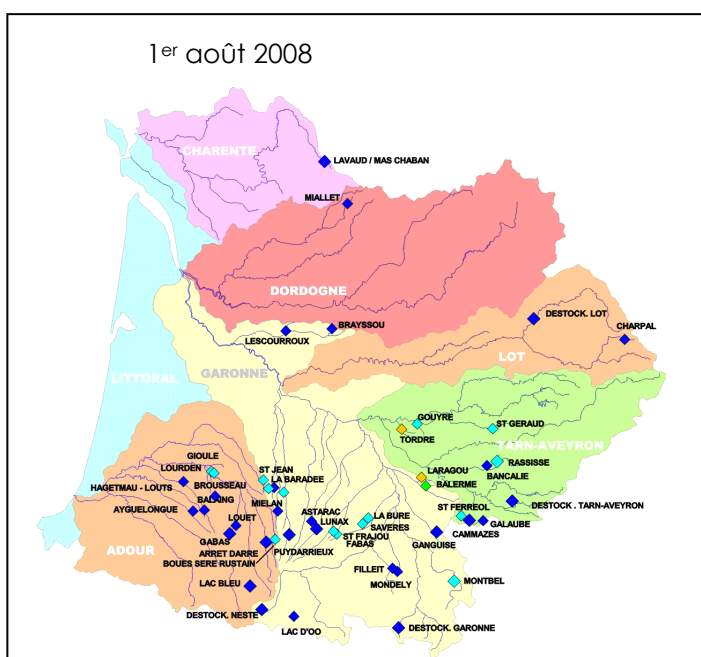 1er août 2008
CHARENTE
LAVAUD / MAS CHABAN
MIALLET
DORDOGNE
DESTOCK. LOT
BRAYSSOU
CHARPAL
LESCOURROUX
LOT
GARONNE
LITTORAL
GOUYRE
ST GERAUD
TORDRE
TARN-AVEYRON
GIOULE
ST JEAN
LARAGOU
RASSISSE
LOURDEN
LA BARADEE
BANCALIE
HAGETMAU - LOUTS
BROUSSEAU
BALERME
DESTOCK . TARN-AVEYRON
MIELAN
ST FERREOL
AYGUELONGUE
ASTARAC
LA BURE
GALAUBE
LOUET
LUNAX
SAVERES
CAMMAZES
GABAS
ST FRAJOU
ADOUR
ARRET DARRE
PUYDARRIEUX
FABAS
GANGUISE
BOUES SERE RUSTAIN
FILLEIT
LAC BLEU
MONDELY
MONTBEL
DESTOCK. NESTE
LAC D'OO
DESTOCK. GARONNE